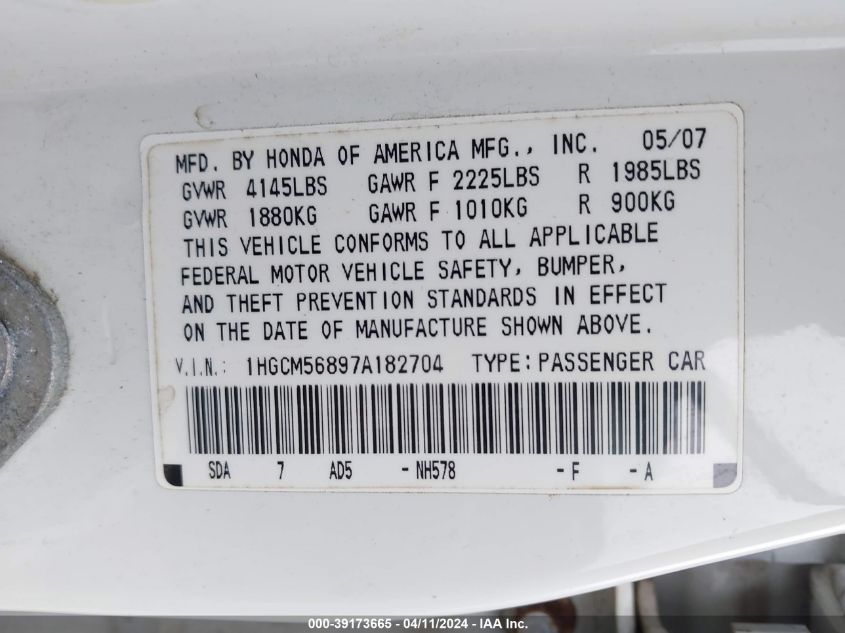 MFD. BY HONDA OF AMERICA MFG., INC. 05/07
GVWR 4145LBS GAWR F 2225LBS R 1985LBS
GVWR 1880KG GAWR F 1010KG R 900KG
THIS VEHICLE CONFORMS TO ALL APPLICABLE
FEDERAL MOTOR VEHICLE SAFETY, BUMPER,
AND THEFT PREVENTION STANDARDS IN EFFECT
ON THE DATE OF MANUFACTURE SHOWN ABOVE.
V.I.N.: 1HGCM56897A182704 TYPE: PASSENGER CAR
SDA 7 AD5 - NH578 - F - A
000-39173665 - 04/11/2024 - IAA Inc.